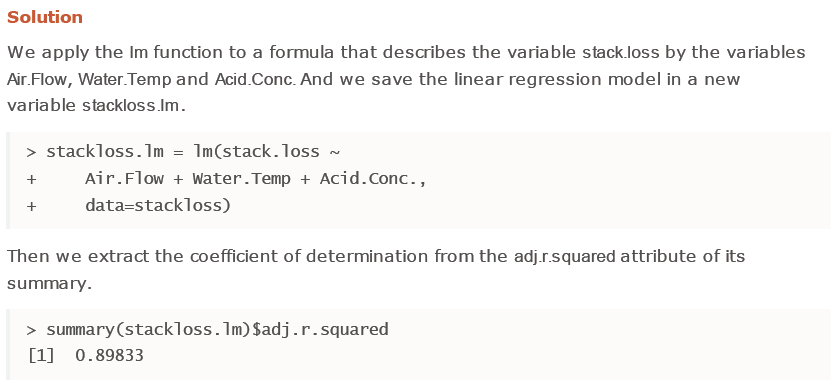 Solution
We apply the lm function to a formula that describes the variable stack.loss by the variables
Air.Flow, Water.Temp and Acid.Conc. And we save the linear regression model in a new
variable stackloss.lm.
> stackloss.lm = lm(stack.loss ~
+     Air.Flow + Water.Temp + Acid.Conc.,
+     data=stackloss)
Then we extract the coefficient of determination from the adj.r.squared attribute of its
summary.
> summary(stackloss.lm)$adj.r.squared
[1]  0.89833